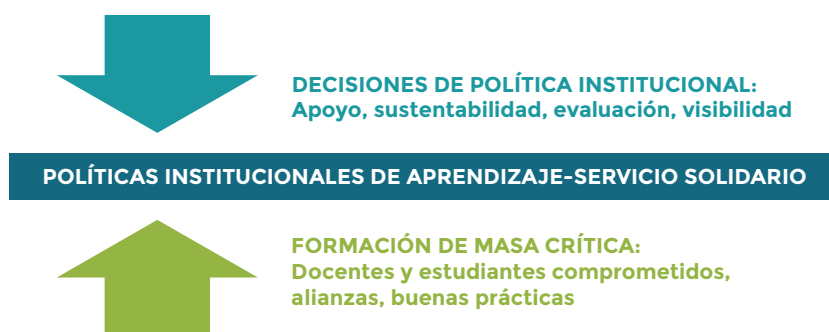 DECISIONES DE POLÍTICA INSTITUCIONAL:
Apoyo, sustentabilidad, evaluación, visibilidad
POLÍTICAS INSTITUCIONALES DE APRENDIZAJE-SERVICIO SOLIDARIO
FORMACIÓN DE MASA CRÍTICA:
Docentes y estudiantes comprometidos,
alianzas, buenas prácticas